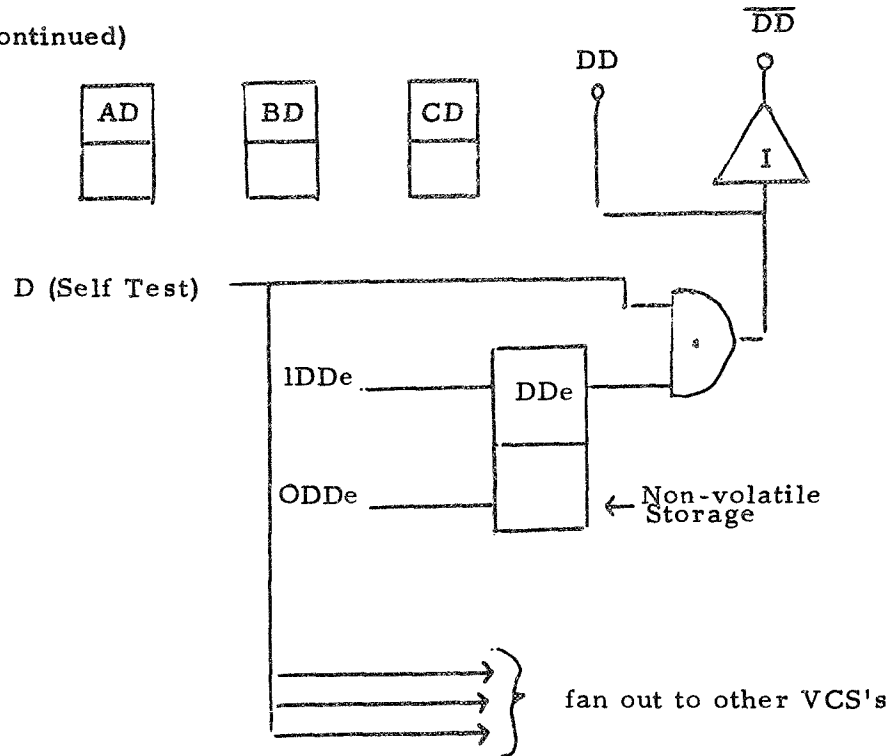 ontinued)
DD
DD
AD
BD
CD
I
D (Self Test)
1DDe
DDe
ODDe
Non-volatile
Storage
fan out to other VCS's